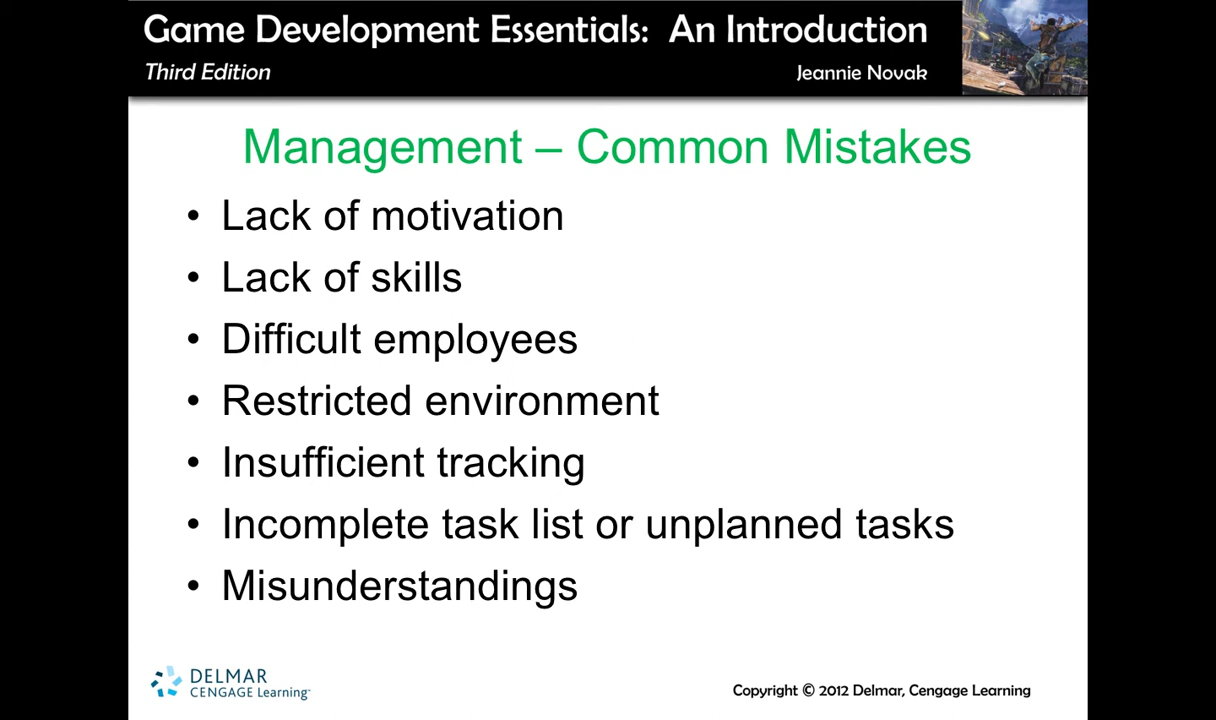 Game Development Essentials: An Introduction
Third Edition
Jeannie Novak
Management – Common Mistakes
• Lack of motivation
• Lack of skills
• Difficult employees
• Restricted environment
• Insufficient tracking
• Incomplete task list or unplanned tasks
• Misunderstandings
DELMAR
CENGAGE Learning™
Copyright © 2012 Delmar, Cengage Learning